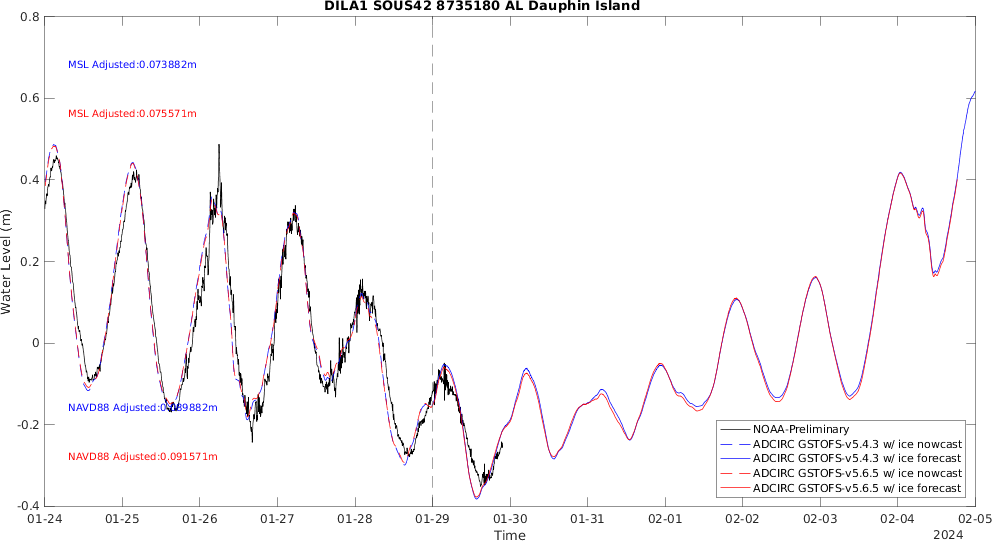 DILA1 SOUS42 8735180 AL Dauphin Island
0.8
0.6
0.4
0.2
0
-0.2
-0.4
Water Level (m)
MSL Adjusted:0.073882m
MSL Adjusted:0.075571m
NAVD88 Adjusted:0.089882m
NAVD88 Adjusted:0.091571m
NOAA-Preliminary
ADCIRC GSTOFS-v5.4.3 w/ ice nowcast
ADCIRC GSTOFS-v5.4.3 w/ ice forecast
ADCIRC GSTOFS-v5.6.5 w/ ice nowcast
ADCIRC GSTOFS-v5.6.5 w/ ice forecast
01-24 01-25 01-26 01-27 01-28 01-29 01-30 01-31 02-01 02-02 02-03 02-04 02-05
Time
2024